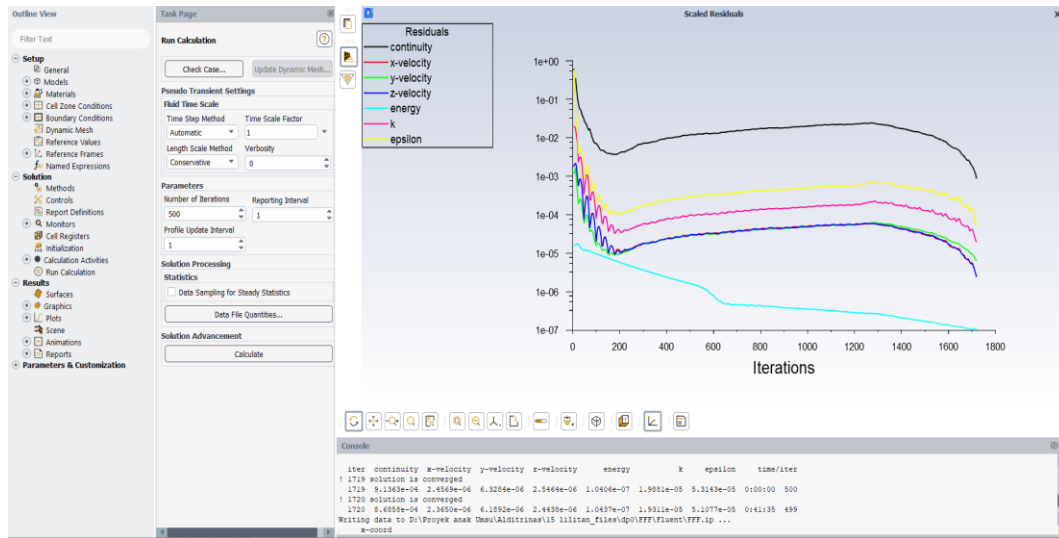 Outline View
Filter Text
Setup
General
Models
Materials
Cell Zone Conditions
Boundary Conditions
Dynamic Mesh
Reference Values
Reference Frames
Named Expressions
Solution
Methods
Controls
Report Definitions
Monitors
Cell Registers
Initialization
Calculation Activities
Run Calculation
Results
Surfaces
Graphics
Plots
Scene
Animations
Reports
Parameters & Customization
Task Page
Run Calculation
Check Case... Update Dynamic Mesh...
Pseudo Transient Settings
Fluid Time Scale
Time Step Method Time Scale Factor
Automatic 1
Length Scale Method Verbosity
Conservative 0
Parameters
Number of Iterations Reporting Interval
500 1
Profile Update Interval
1
Solution Processing
Statistics
Data Sampling for Steady Statistics
Data File Quantities...
Solution Advancement
Calculate
Scaled Residuals
Residuals
continuity
x-velocity
y-velocity
z-velocity
energy
k
epsilon
1e+00
1e-01
1e-02
1e-03
1e-04
1e-05
1e-06
1e-07
0 200 400 600 800 1000 1200 1400 1600 1800
Iterations
Console
iter continuity x-velocity y-velocity z-velocity energy k epsilon time/iter
! 1719 solution is converged
1719 9.1363e-04 2.4569e-06 6.3284e-06 2.5464e-06 1.0406e-07 1.9881e-05 5.3143e-05 0:00:00 500
! 1720 solution is converged
1720 8.6858e-04 2.3650e-06 6.1892e-06 2.4438e-06 1.0437e-07 1.9311e-05 5.1077e-05 0:41:35 499
Writing data to D:\Proyek anak Umsu\Alditrinas\15 lilitan_files\dp0\FFF\Fluent\FFF.ip ...
x-coord